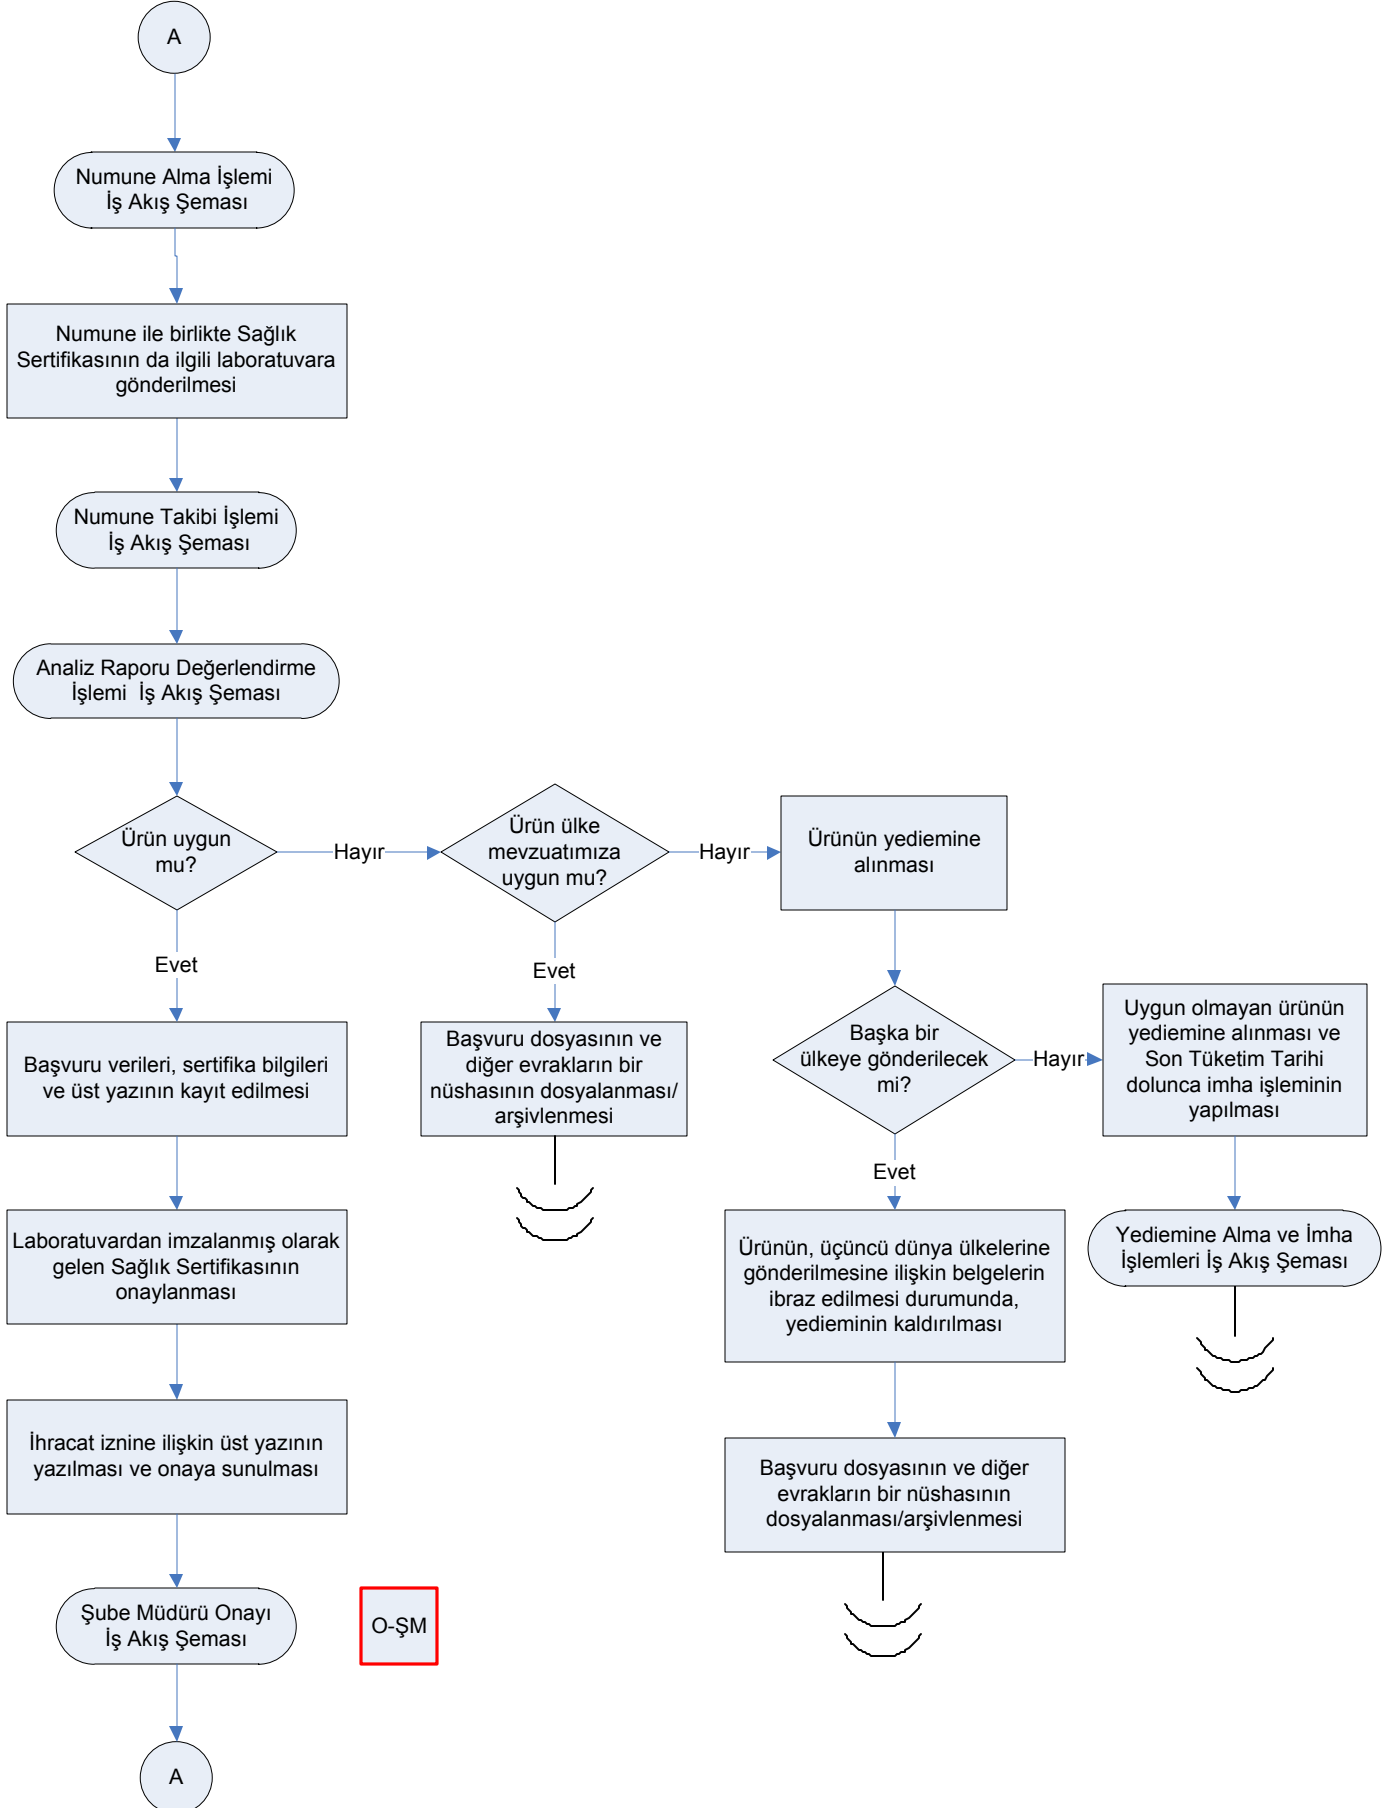 A
Numune Alma İşlemi
İş Akış Şeması
Numune ile birlikte Sağlık
Sertifikasının da ilgili laboratuvara
gönderilmesi
Numune Takibi İşlemi
İş Akış Şeması
Analiz Raporu Değerlendirme
İşlemi İş Akış Şeması
Ürün uygun
mu?
Hayır
Ürün ülke
mevzuatımıza
uygun mu?
Hayır
Ürünün yediemine
alınması
Evet
Evet
Başvuru verileri, sertifika bilgileri
ve üst yazının kayıt edilmesi
Başvuru dosyasının ve
diğer evrakların bir
nüshasının dosyalanması/
arşivlenmesi
Başka bir
ülkeye gönderilecek
mi?
Hayır
Uygun olmayan ürünün
yediemine alınması ve
Son Tüketim Tarihi
dolunca imha işleminin
yapılması
Evet
Laboratuvardan imzalanmış olarak
gelen Sağlık Sertifikasının
onaylanması
Ürünün, üçüncü dünya ülkelerine
gönderilmesine ilişkin belgelerin
ibraz edilmesi durumunda,
yedieminin kaldırılması
Yediemine Alma ve İmha
İşlemleri İş Akış Şeması
İhracat iznine ilişkin üst yazının
yazılması ve onaya sunulması
Başvuru dosyasının ve diğer
evrakların bir nüshasının
dosyalanması/arşivlenmesi
Şube Müdürü Onayı
İş Akış Şeması
O-ŞM
A